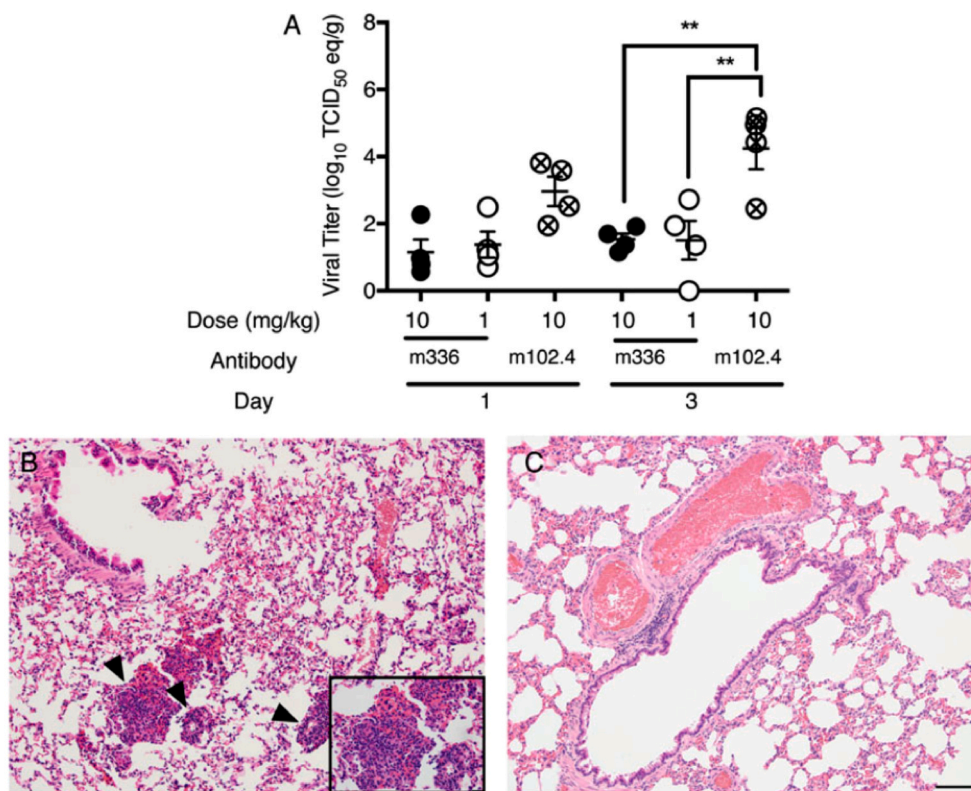 A
8
6
4
2
0
Viral Titer (log10 TCID50 eq/g)
**
**
Dose (mg/kg) 10 1 10 10 1 10
Antibody m336 m102.4 m336 m102.4
Day 1 3
B
C